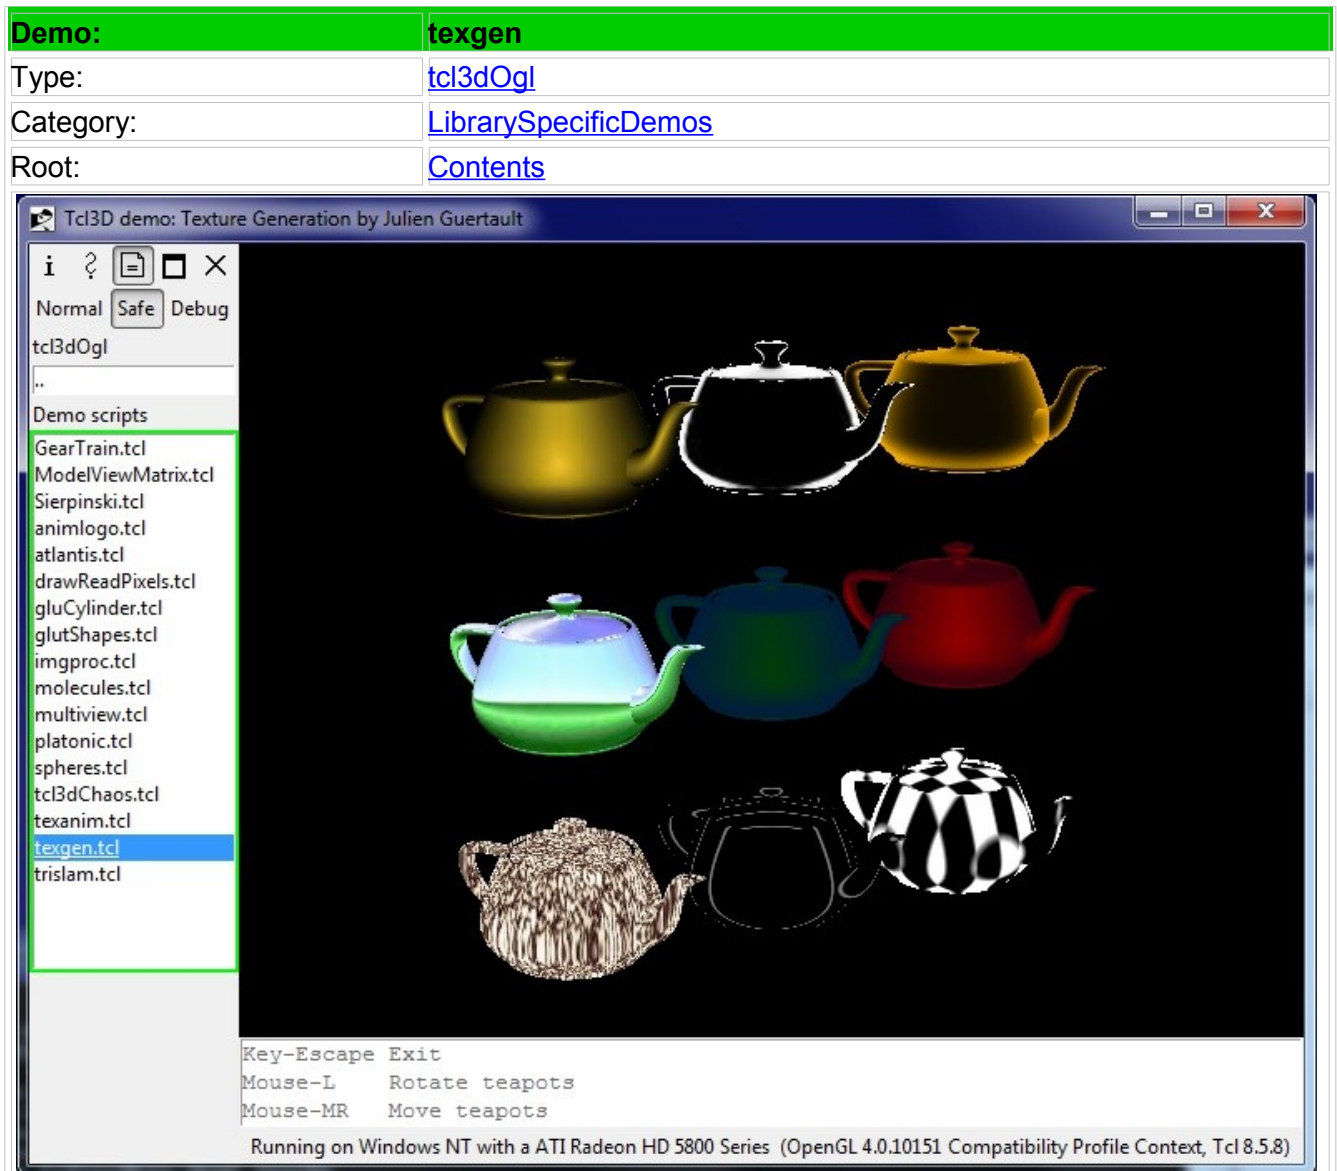 Demo: texgen
Type: tcl3dOgl
Category: LibrarySpecificDemos
Root: Contents
Tcl3D demo: Texture Generation by Julien Guertault
i ?
Normal Safe Debug
tcl3dOgl
..
Demo scripts
GearTrain.tcl
ModelViewMatrix.tcl
Sierpinski.tcl
animlogo.tcl
atlantis.tcl
drawReadPixels.tcl
gluCylinder.tcl
glutShapes.tcl
imgproc.tcl
molecules.tcl
multiview.tcl
platonic.tcl
spheres.tcl
tcl3dChaos.tcl
texanim.tcl
texgen.tcl
trislam.tcl
Key-Escape Exit
Mouse-L Rotate teapots
Mouse-MR Move teapots
Running on Windows NT with a ATI Radeon HD 5800 Series (OpenGL 4.0.10151 Compatibility Profile Context, Tcl 8.5.8)